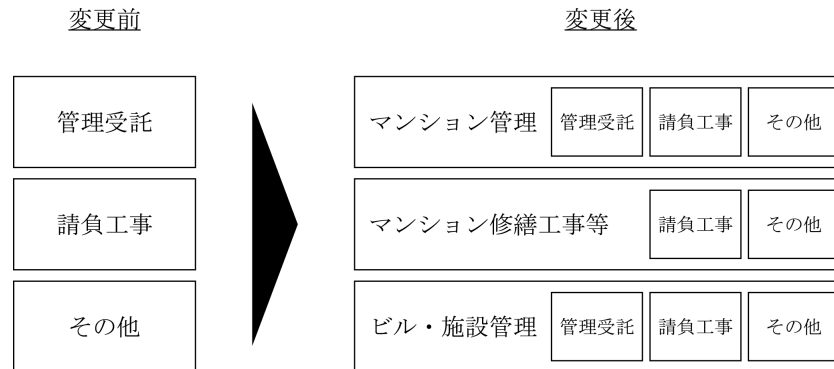 変更前
変更後
管理受託
マンション管理 管理受託 請負工事 その他
請負工事
マンション修繕工事等 請負工事 その他
その他
ビル・施設管理 管理受託 請負工事 その他